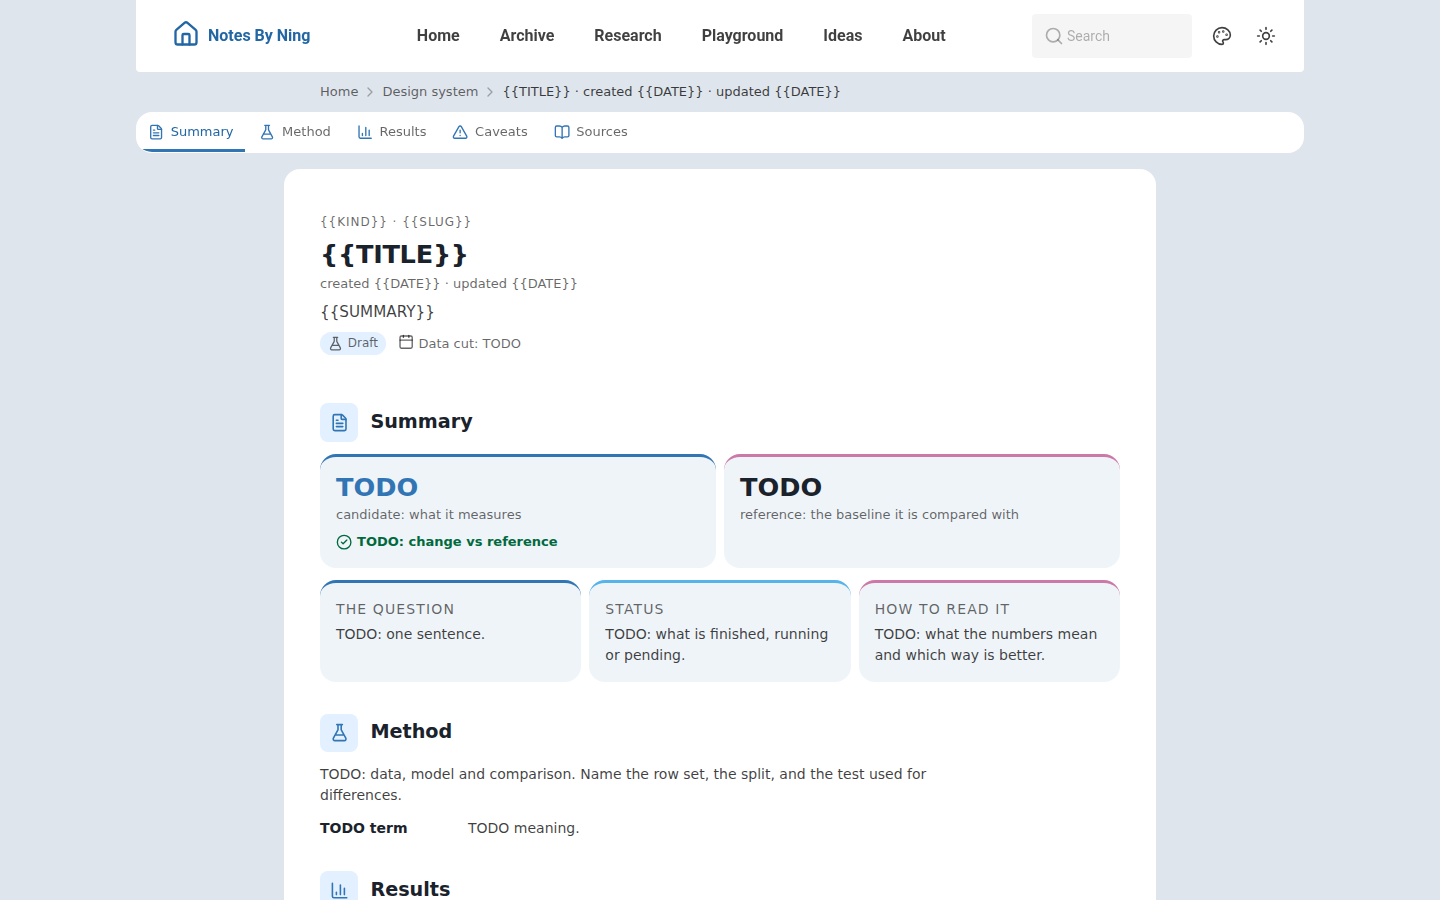 Notes By Ning
Home
Archive
Research
Playground
Ideas
About
Search
Home
Design system
{{TITLE}} · created {{DATE}} · updated {{DATE}}
Summary
Method
Results
Caveats
Sources
{{KIND}} · {{SLUG}}
{{TITLE}}
created {{DATE}} · updated {{DATE}}
{{SUMMARY}}
Draft
Data cut: TODO
Summary
TODO
candidate: what it measures
TODO: change vs reference
TODO
reference: the baseline it is compared with
THE QUESTION
TODO: one sentence.
STATUS
TODO: what is finished, running
or pending.
HOW TO READ IT
TODO: what the numbers mean
and which way is better.
Method
TODO: data, model and comparison. Name the row set, the split, and the test used for
differences.
TODO term
TODO meaning.
Results